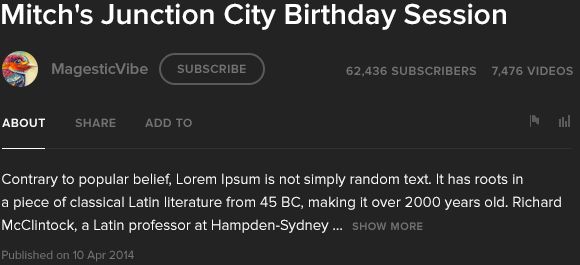 Mitch's Junction City Birthday Session
MagesticVibe SUBSCRIBE 62,436 SUBSCRIBERS 7,476 VIDEOS
ABOUT SHARE ADD TO
Contrary to popular belief, Lorem Ipsum is not simply random text. It has roots in
a piece of classical Latin literature from 45 BC, making it over 2000 years old. Richard
McClintock, a Latin professor at Hampden-Sydney ... SHOW MORE
Published on 10 Apr 2014